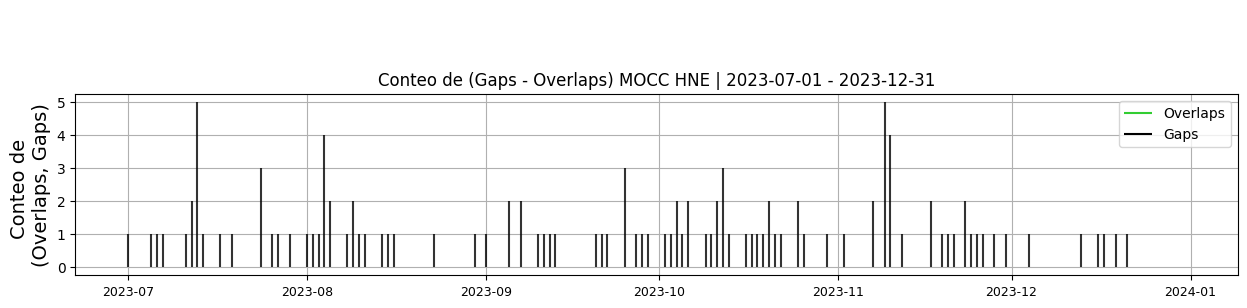 Conteo de (Gaps - Overlaps) MOCC HNE | 2023-07-01 - 2023-12-31
Conteo de
(Overlaps, Gaps)
5
4
3
2
1
0
Overlaps
Gaps
2023-07
2023-08
2023-09
2023-10
2023-11
2023-12
2024-01